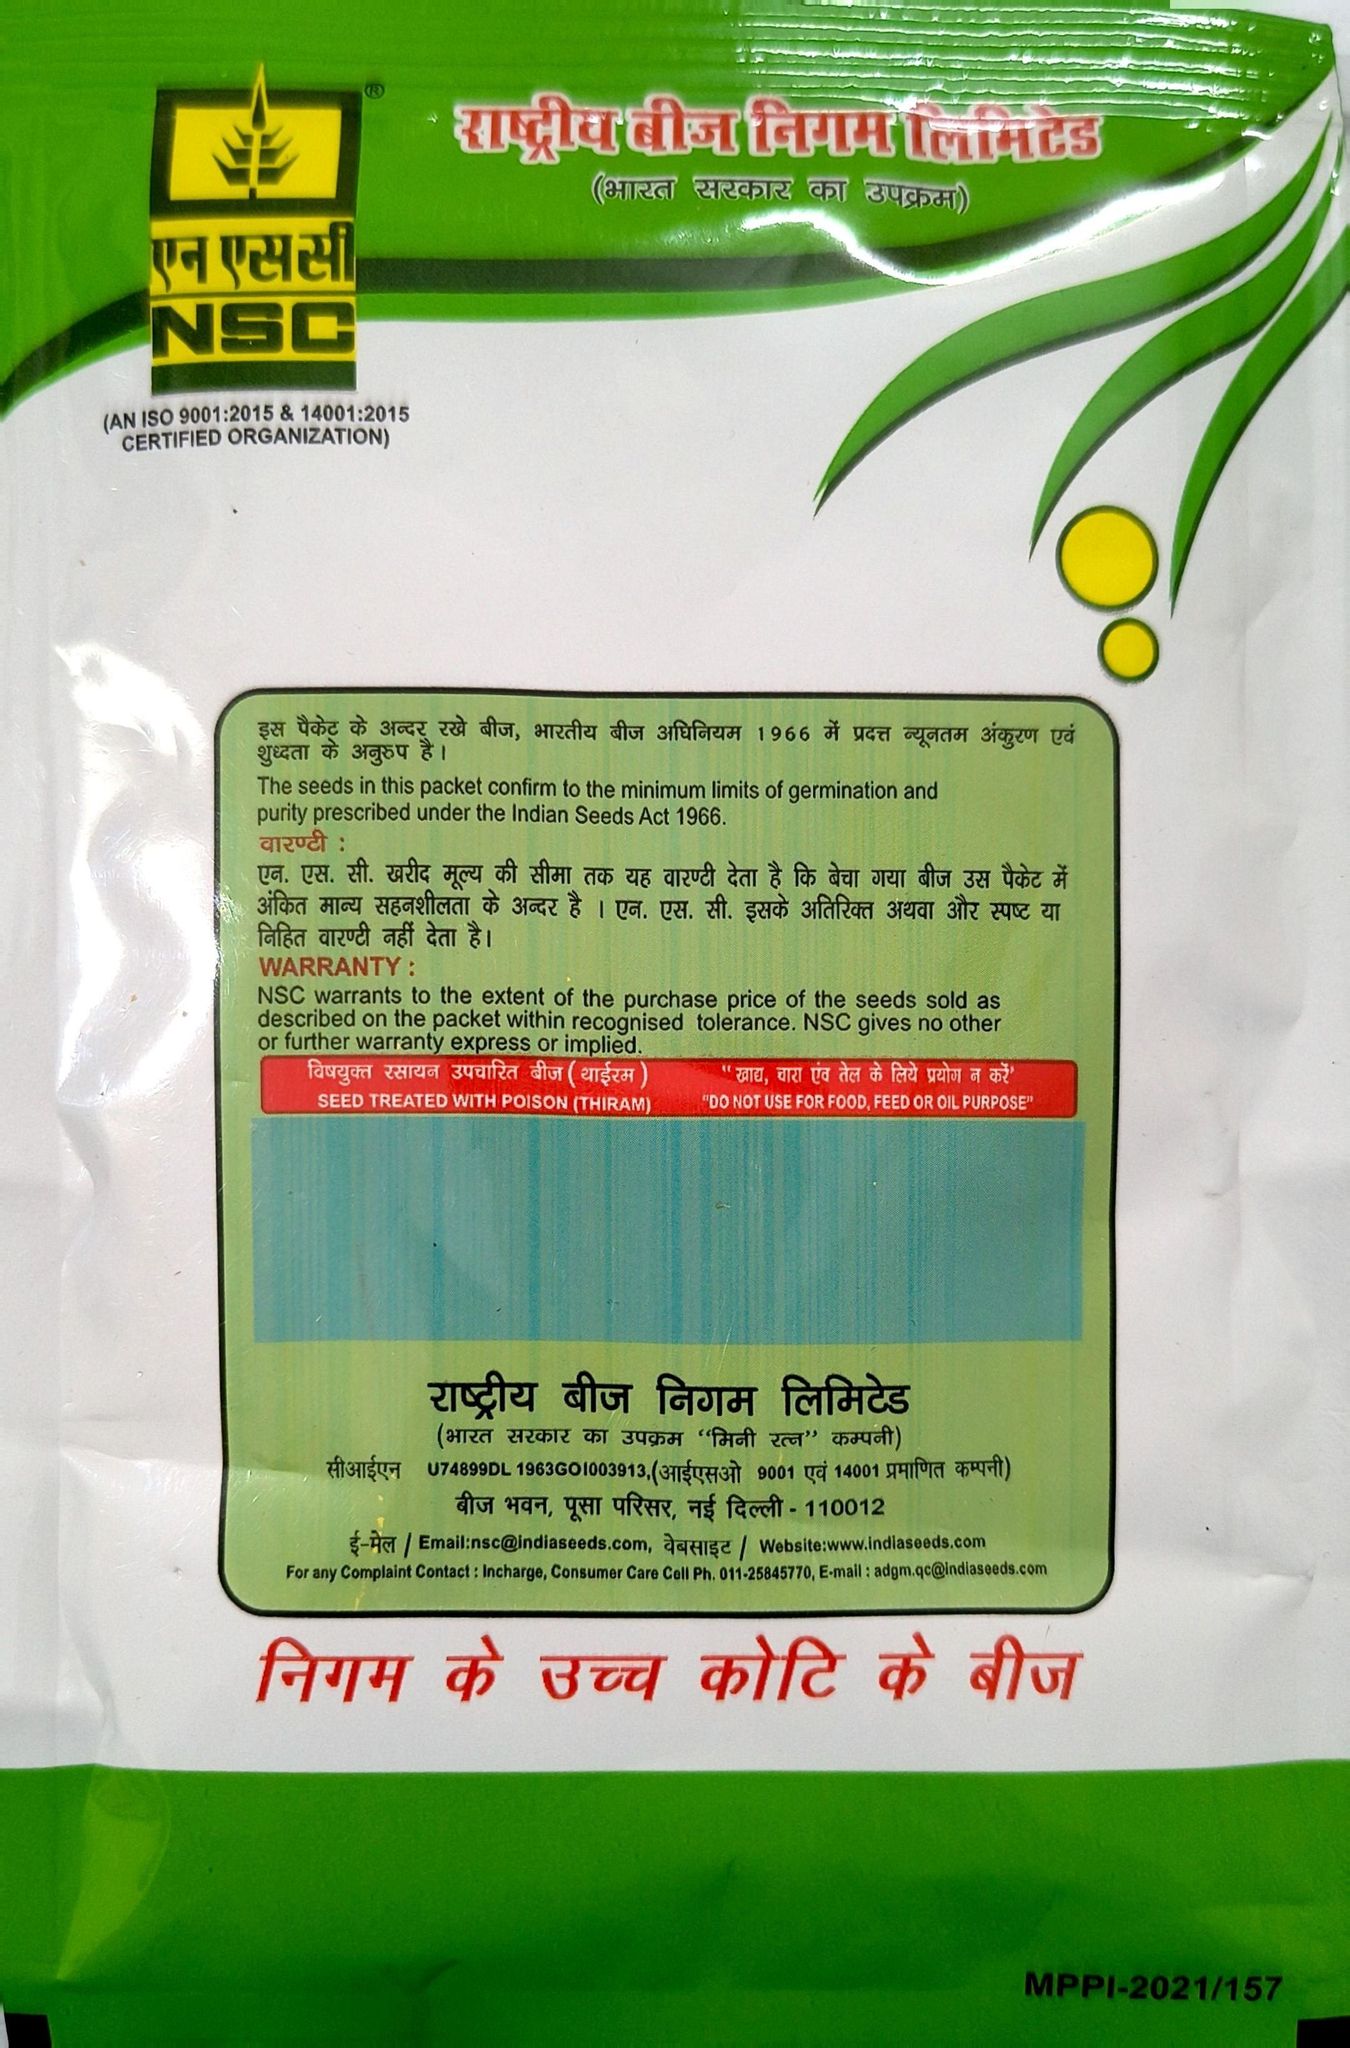 राष्ट्रीय बीज निगम लिमिटेड
(भारत सरकार का उपक्रम)
®
एन एस सी
NSC
(AN ISO 9001:2015 & 14001:2015
CERTIFIED ORGANIZATION)
इस पैकेट के अन्दर रखे बीज, भारतीय बीज अधिनियम 1966 में प्रदत्त न्यूनतम अंकुरण एवं
शुध्दता के अनुरुप है।
The seeds in this packet confirm to the minimum limits of germination and
purity prescribed under the Indian Seeds Act 1966.
वारण्टी :
एन. एस. सी. खरीद मूल्य की सीमा तक यह वारण्टी देता है कि बेचा गया बीज उस पैकेट में
अंकित मान्य सहनशीलता के अन्दर है । एन. एस. सी. इसके अतिरिक्त अथवा और स्पष्ट या
निहित वारण्टी नहीं देता है।
WARRANTY :
NSC warrants to the extent of the purchase price of the seeds sold as
described on the packet within recognised tolerance. NSC gives no other
or further warranty express or implied.
विषयुक्त रसायन उपचारित बीज (थाईरम) "खाद्य, चारा एंव तेल के लिये प्रयोग न करें'
SEED TREATED WITH POISON (THIRAM) "DO NOT USE FOR FOOD, FEED OR OIL PURPOSE"
राष्ट्रीय बीज निगम लिमिटेड
(भारत सरकार का उपक्रम "मिनी रत्न" कम्पनी)
सीआईएन U74899DL 1963GOI003913,(आईएसओ 9001 एवं 14001 प्रमाणित कम्पनी)
बीज भवन, पूसा परिसर, नई दिल्ली - 110012
ई-मेल / Email:nsc@indiaseeds.com, वेबसाइट / Website:www.indiaseeds.com
For any Complaint Contact : Incharge, Consumer Care Cell Ph. 011-25845770, E-mail : adgm.qc@indiaseeds.com
निगम के उच्च कोटि के बीज
MPPI-2021/157